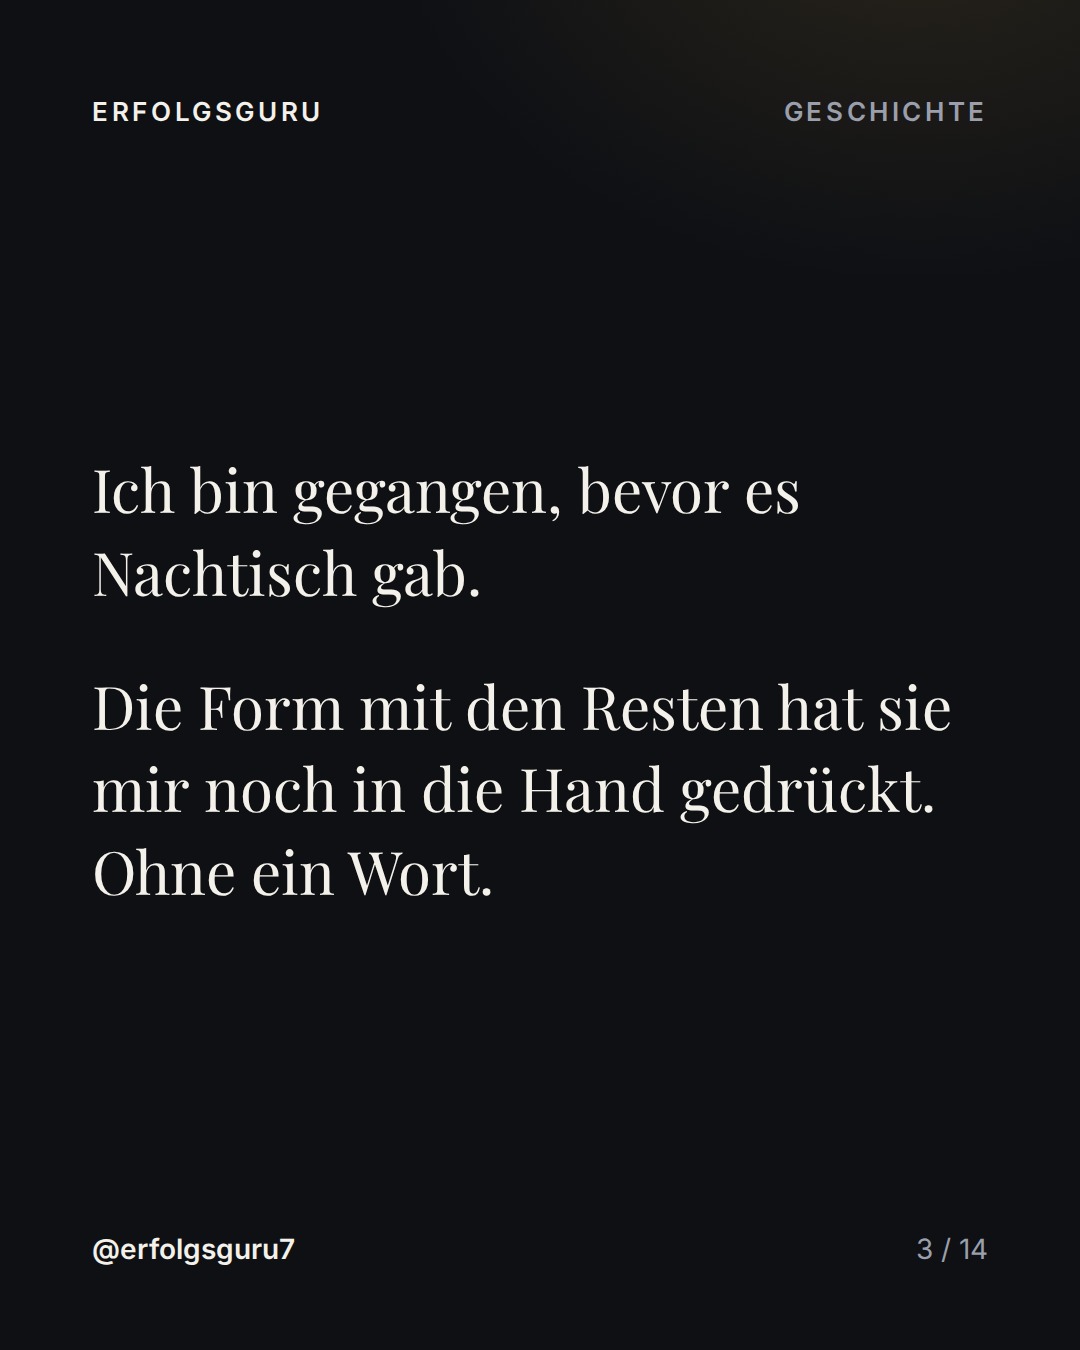 ERFOLGSGURU
GESCHICHTE
Ich bin gegangen, bevor es
Nachtisch gab.
Die Form mit den Resten hat sie
mir noch in die Hand gedrückt.
Ohne ein Wort.
@erfolgsguru7
3 / 14